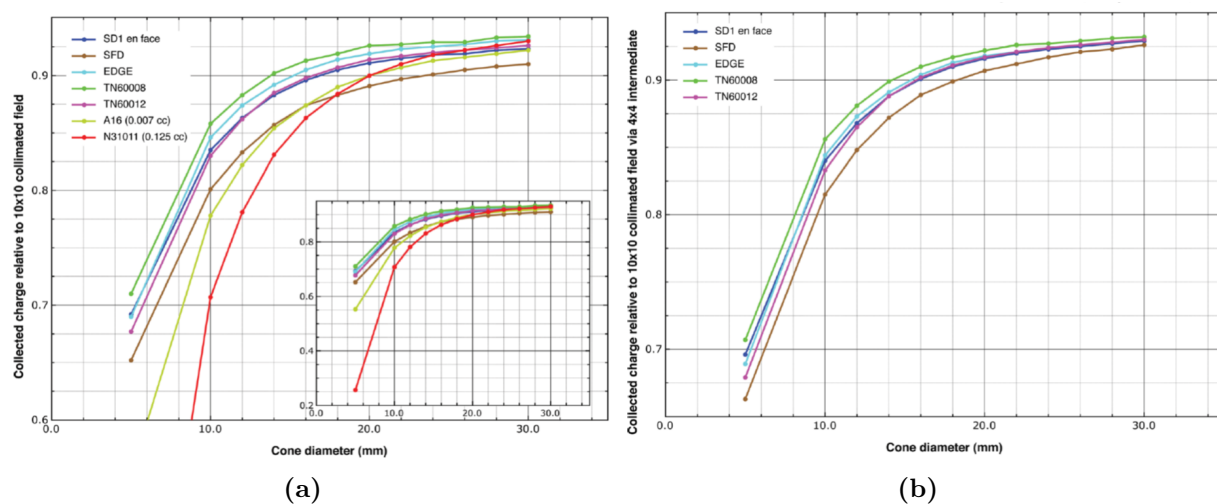 Collected charge relative to 10x10 collimated field
SD1 en face
SFD
EDGE
TN60008
TN60012
A16 (0.007 cc)
N31011 (0.125 cc)
0.9
0.8
0.7
0.6
0.0
10.0
20.0
30.0
0.8
0.6
0.4
0.2
0.0
10.0
20.0
30.0
Cone diameter (mm)
(a)
Collected charge relative to 10x10 collimated field via 4x4 intermediate
SD1 en face
SFD
EDGE
TN60008
TN60012
0.9
0.8
0.7
0.0
10.0
20.0
30.0
Cone diameter (mm)
(b)